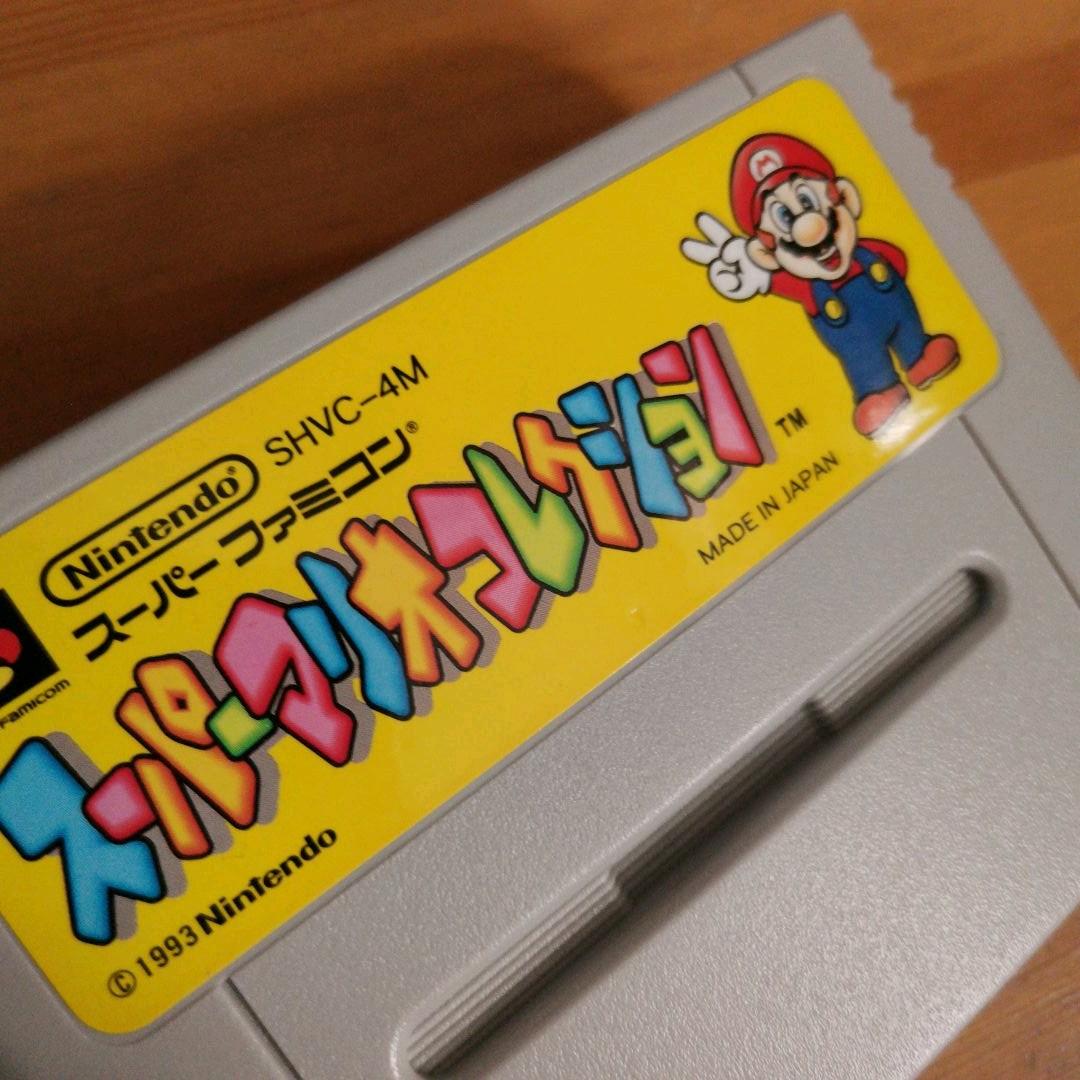 Nintendo® SHVC-4M
スーパーファミコン®
Famicom
スーパーマリオコレクション TM
MADE IN JAPAN
©1993 Nintendo
M